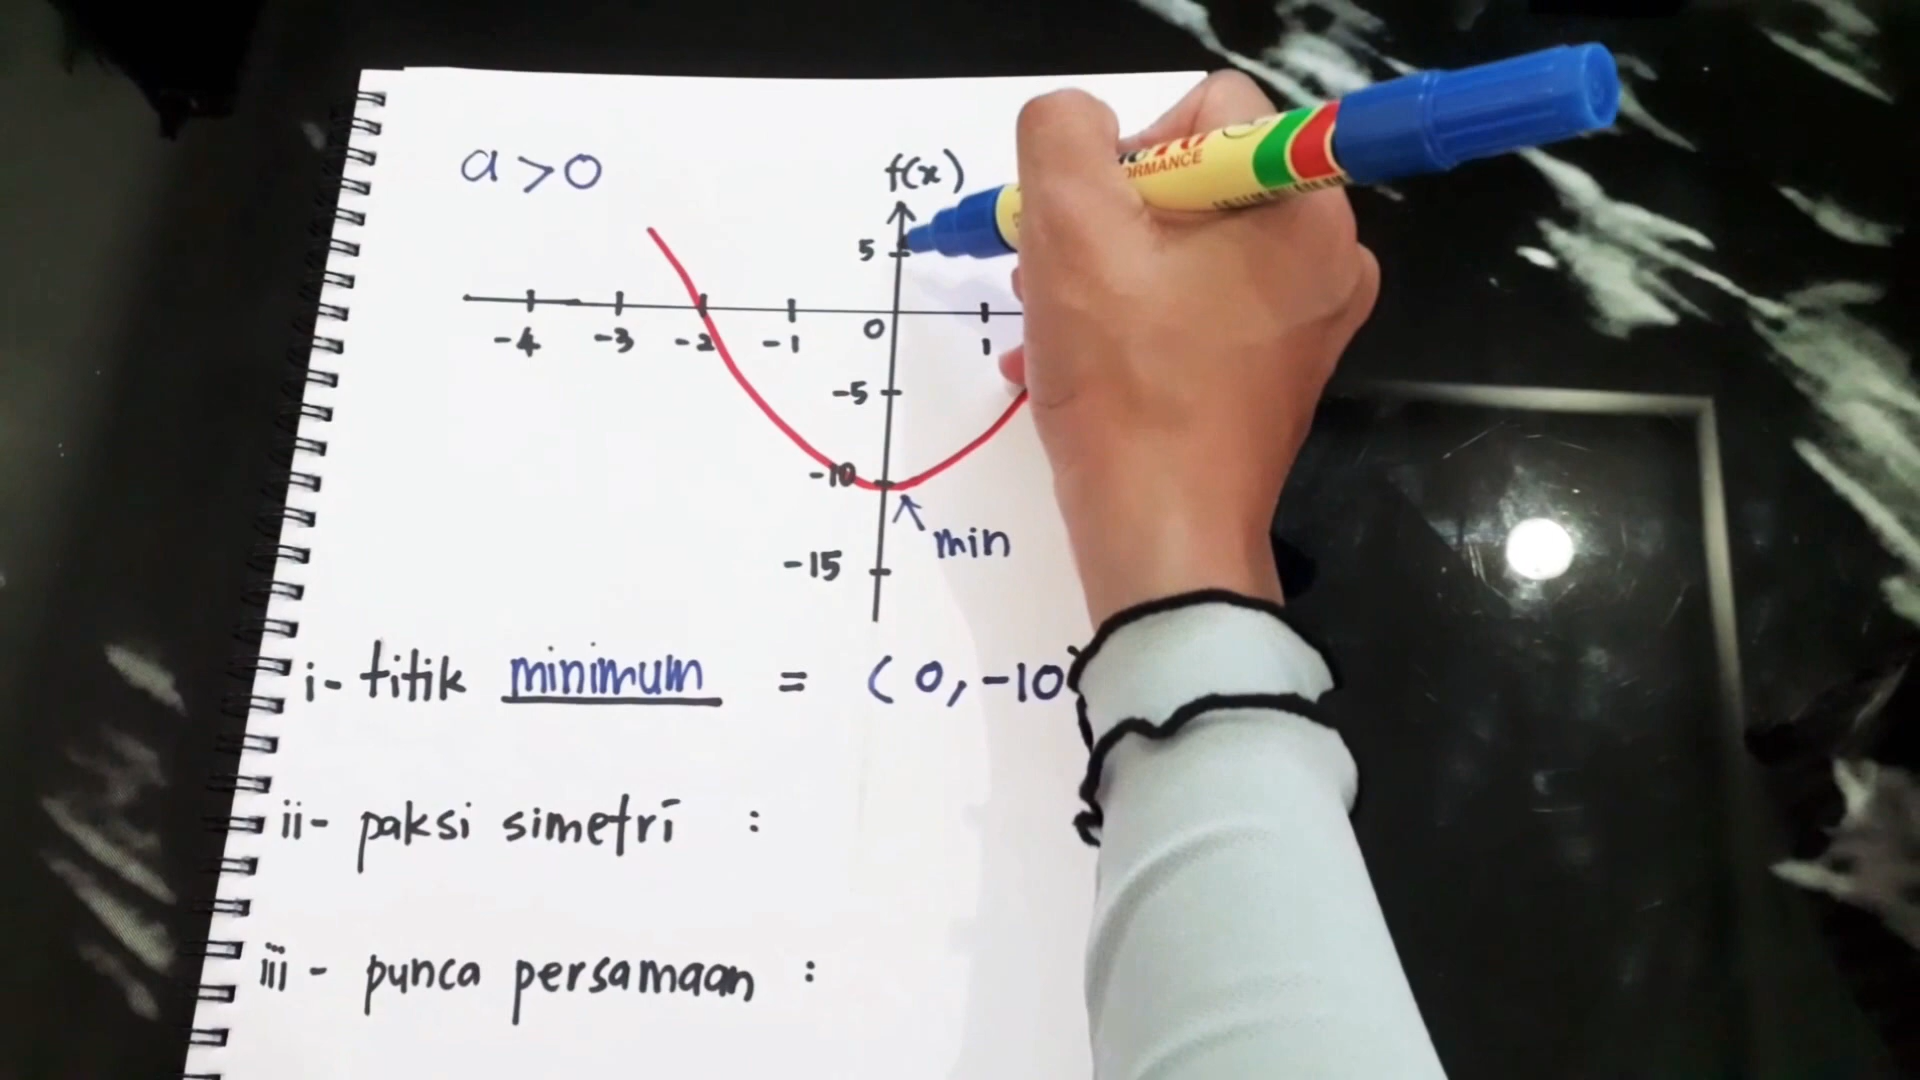 a > 0
f(x)
5
-4 -3 -2 -1 0 1
-5
-10
min
-15
i- titik minimum = (0, -10)
ii- paksi simetri :
iii- punca persamaan :
ORMANCE